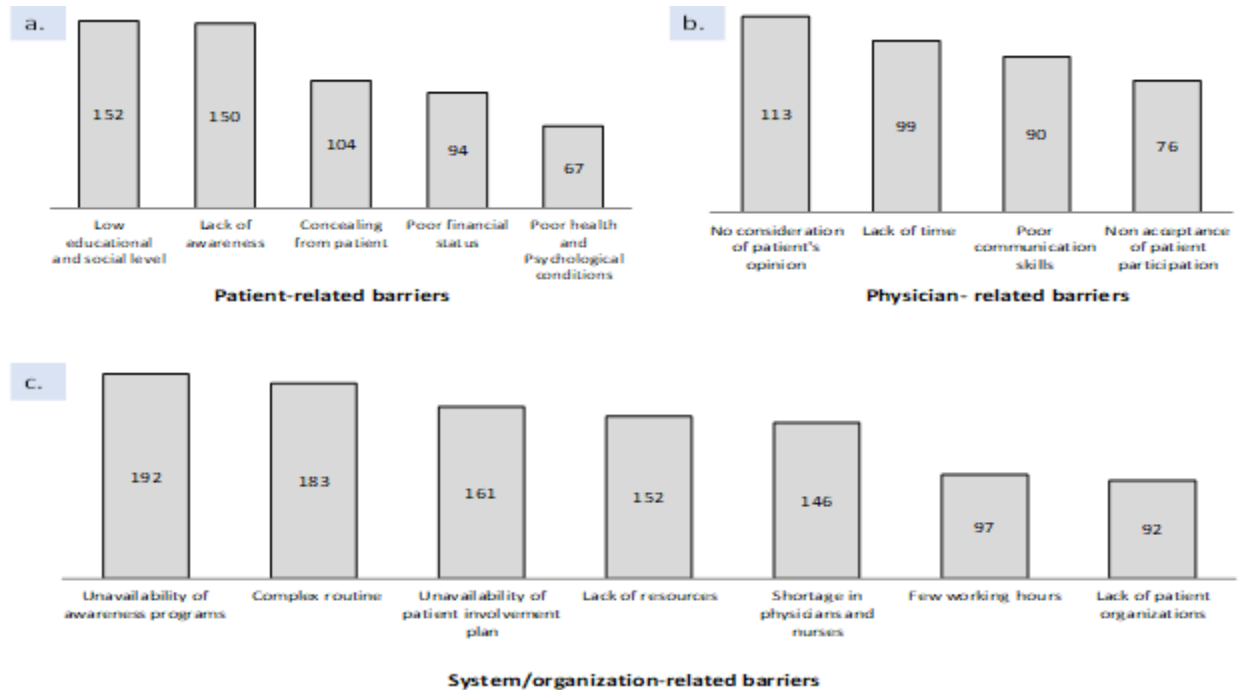 a.
152
150
104
94
67
Low
educational
and social level
Lack of
awareness
Concealing
from patient
Poor financial
status
Poor health
and
Psychological
conditions
Patient-related barriers
b.
113
99
90
76
No consideration
of patient's
opinion
Lack of time
Poor
communication
skills
Non acceptance
of patient
participation
Physician- related barriers
c.
192
183
161
152
146
97
92
Unavailability of
awareness programs
Complex routine
Unavailability of
patient involvement
plan
Lack of resources
Shortage in
physicians and
nurses
Few working hours
Lack of patient
organizations
System/organization-related barriers